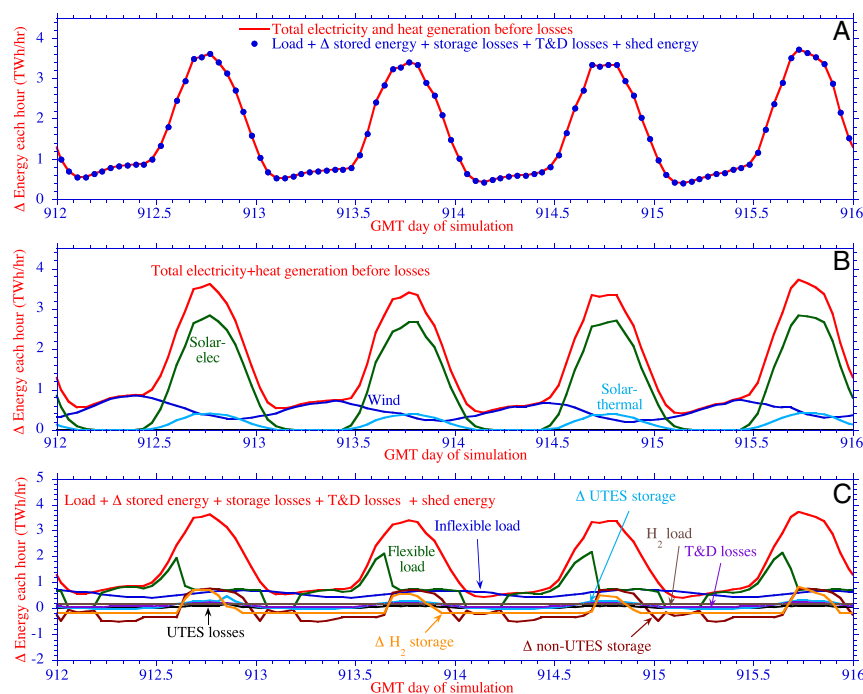 A
Total electricity and heat generation before losses
Load + Δ stored energy + storage losses + T&D losses + shed energy
Δ Energy each hour (TWh/hr)
4
3
2
1
0
912 912.5 913 913.5 914 914.5 915 915.5 916
GMT day of simulation
B
Total electricity+heat generation before losses
Δ Energy each hour (TWh/hr)
4
3
2
1
0
Solar-
elec
Wind
Solar-
thermal
912 912.5 913 913.5 914 914.5 915 915.5 916
GMT day of simulation
C
Load + Δ stored energy + storage losses + T&D losses + shed energy
Δ Energy each hour (TWh/hr)
5
4
3
2
1
0
-1
-2
Δ UTES storage
Inflexible load
H2 load
T&D losses
Flexible
load
UTES losses
Δ H2 storage
Δ non-UTES storage
912 912.5 913 913.5 914 914.5 915 915.5 916
GMT day of simulation